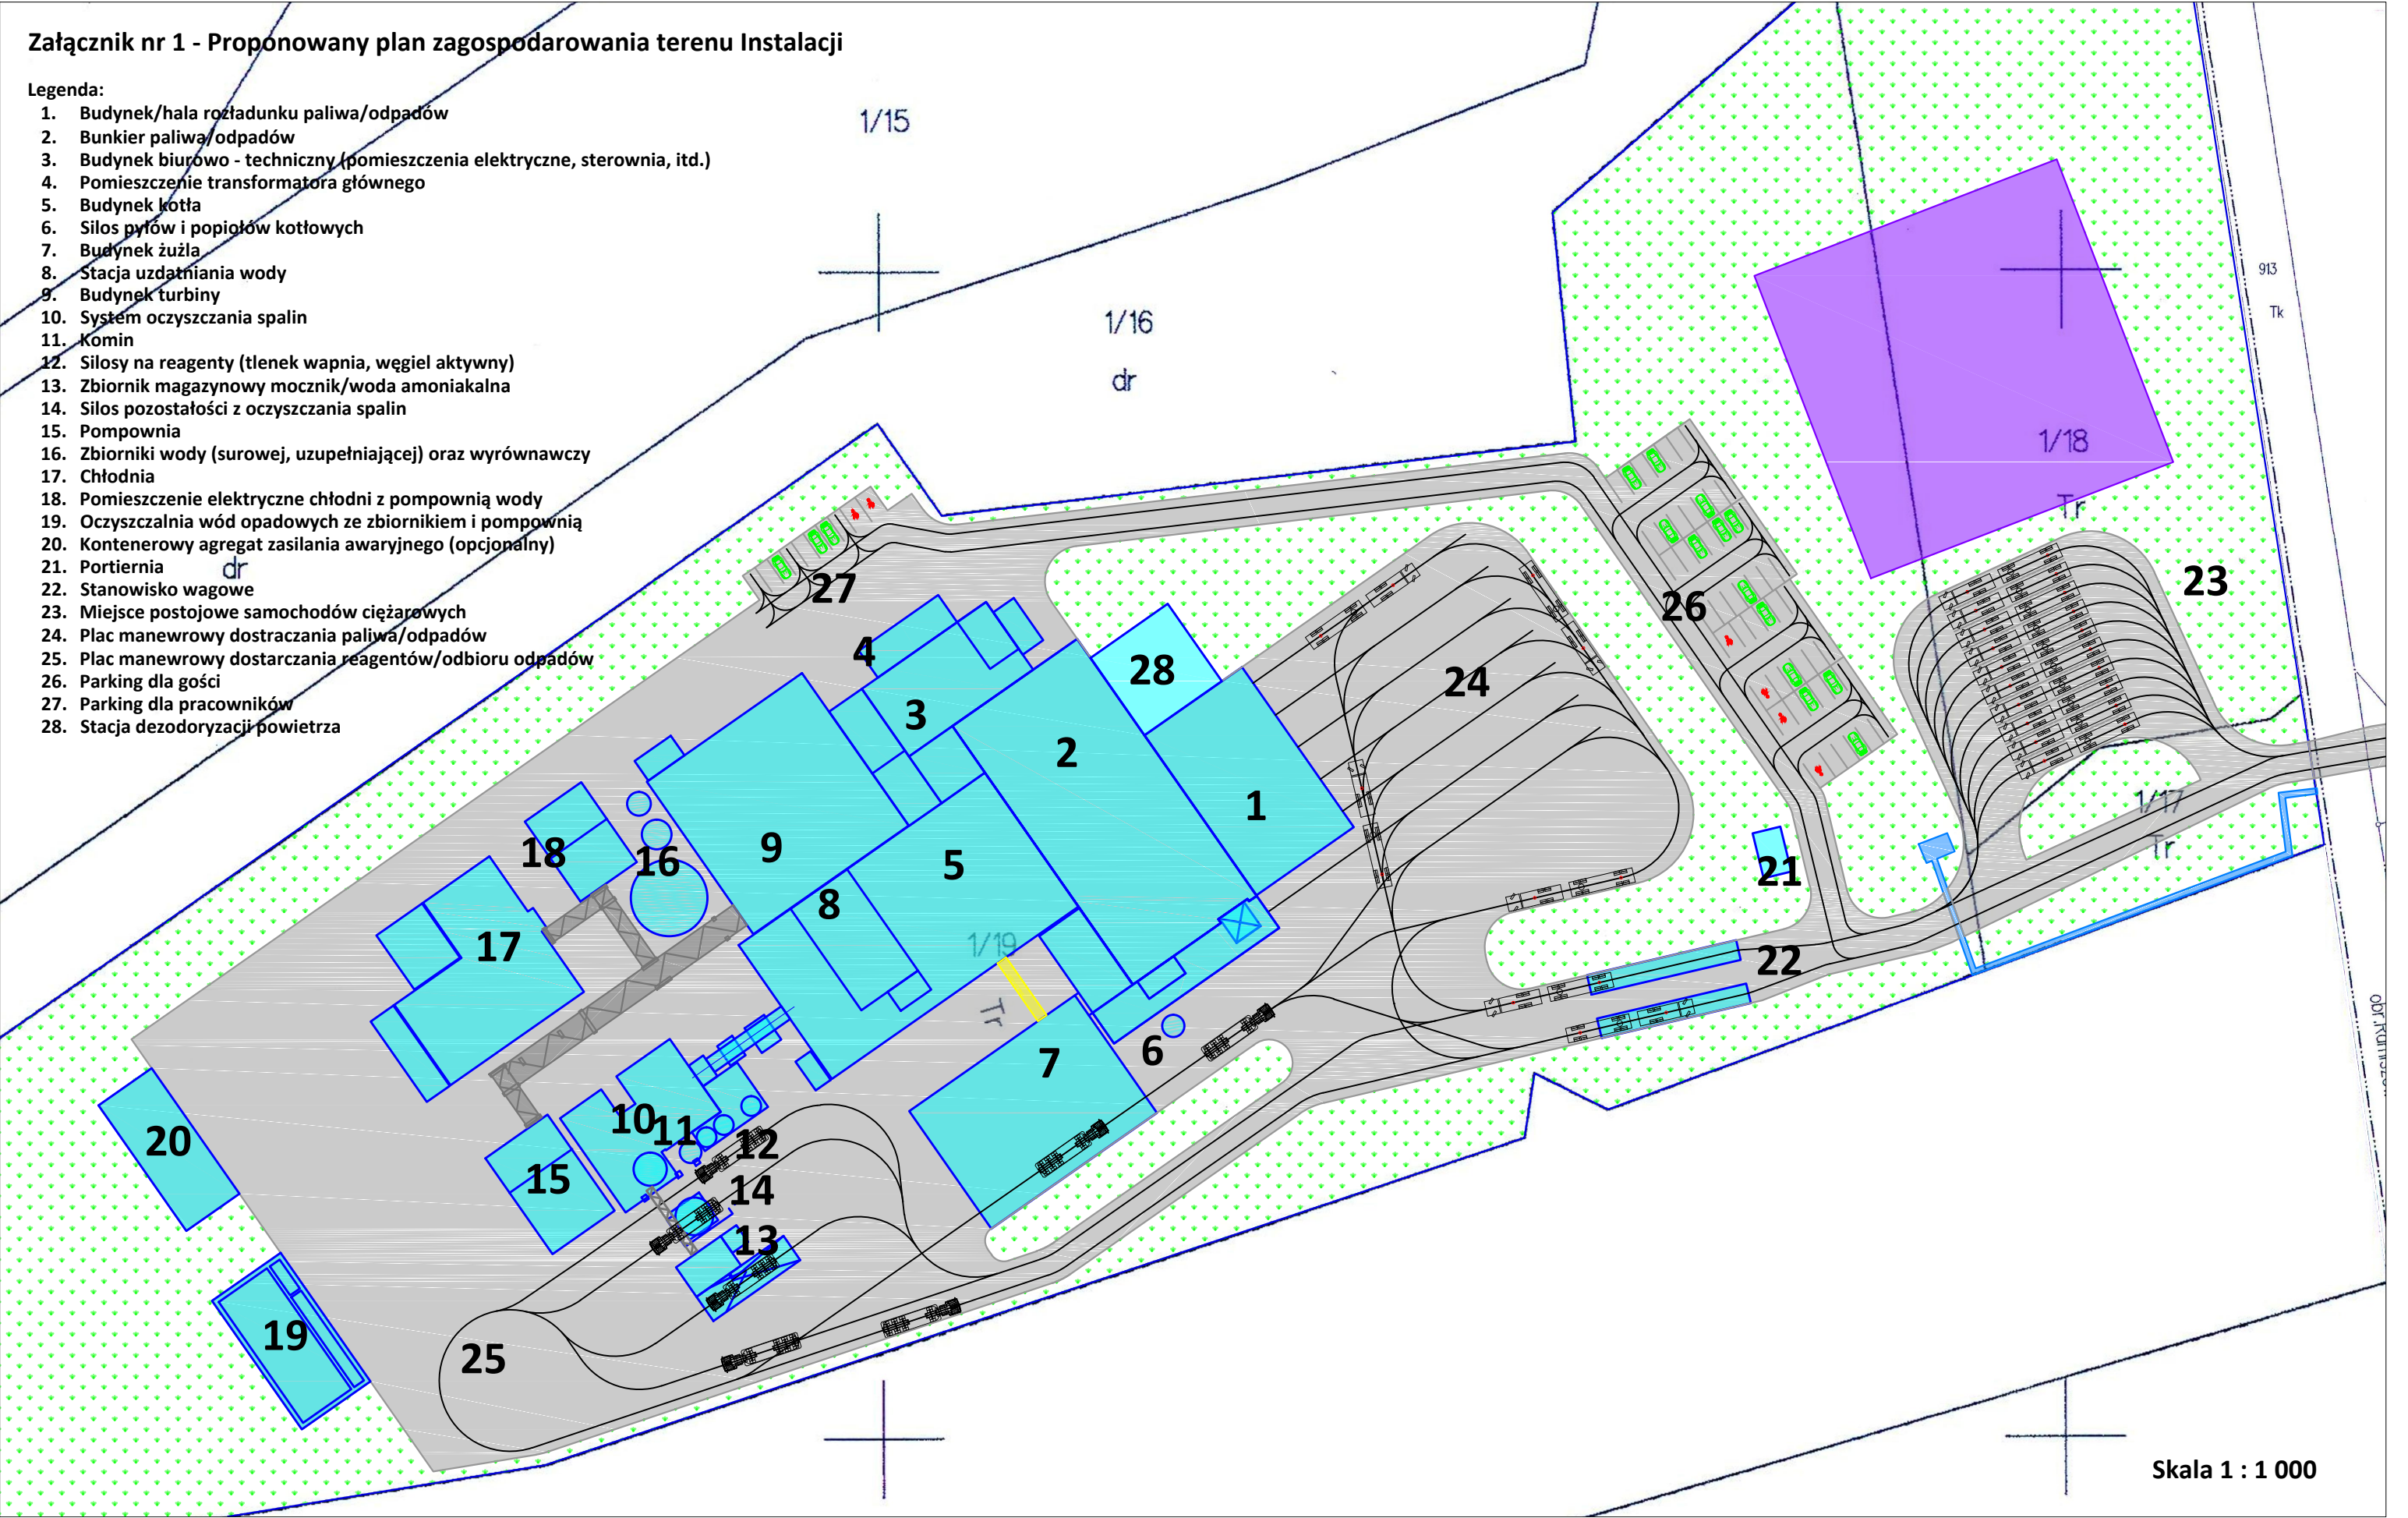 Załącznik nr 1 - Proponowany plan zagospodarowania terenu Instalacji
Legenda:
1. Budynek/hala rozładunku paliwa/odpadów
2. Bunkier paliwa/odpadów
3. Budynek biurowo - techniczny (pomieszczenia elektryczne, sterownia, itd.)
4. Pomieszczenie transformatora głównego
5. Budynek kotła
6. Silos pyłów i popiołów kotłowych
7. Budynek żużla
8. Stacja uzdatniania wody
9. Budynek turbiny
10. System oczyszczania spalin
11. Komin
12. Silosy na reagenty (tlenek wapnia, węgiel aktywny)
13. Zbiornik magazynowy mocznik/woda amoniakalna
14. Silos pozostałości z oczyszczania spalin
15. Pompownia
16. Zbiorniki wody (surowej, uzupełniającej) oraz wyrównawczy
17. Chłodnia
18. Pomieszczenie elektryczne chłodni z pompownią wody
19. Oczyszczalnia wód opadowych ze zbiornikiem i pompownią
20. Kontenerowy agregat zasilania awaryjnego (opcjonalny)
21. Portiernia
22. Stanowisko wagowe
23. Miejsce postojowe samochodów ciężarowych
24. Plac manewrowy dostraczania paliwa/odpadów
25. Plac manewrowy dostarczania reagentów/odbioru odpadów
26. Parking dla gości
27. Parking dla pracowników
28. Stacja dezodoryzacji powietrza
1/15
1/16
dr
dr
913
Tk
1/18
Tr
23
27
26
4
28
24
3
2
1
1/17
Tr
9
18
16
5
21
8
17
1/19
Tr
22
6
7
10
11
12
20
15
14
13
19
25
obr.
Skala 1 : 1 000